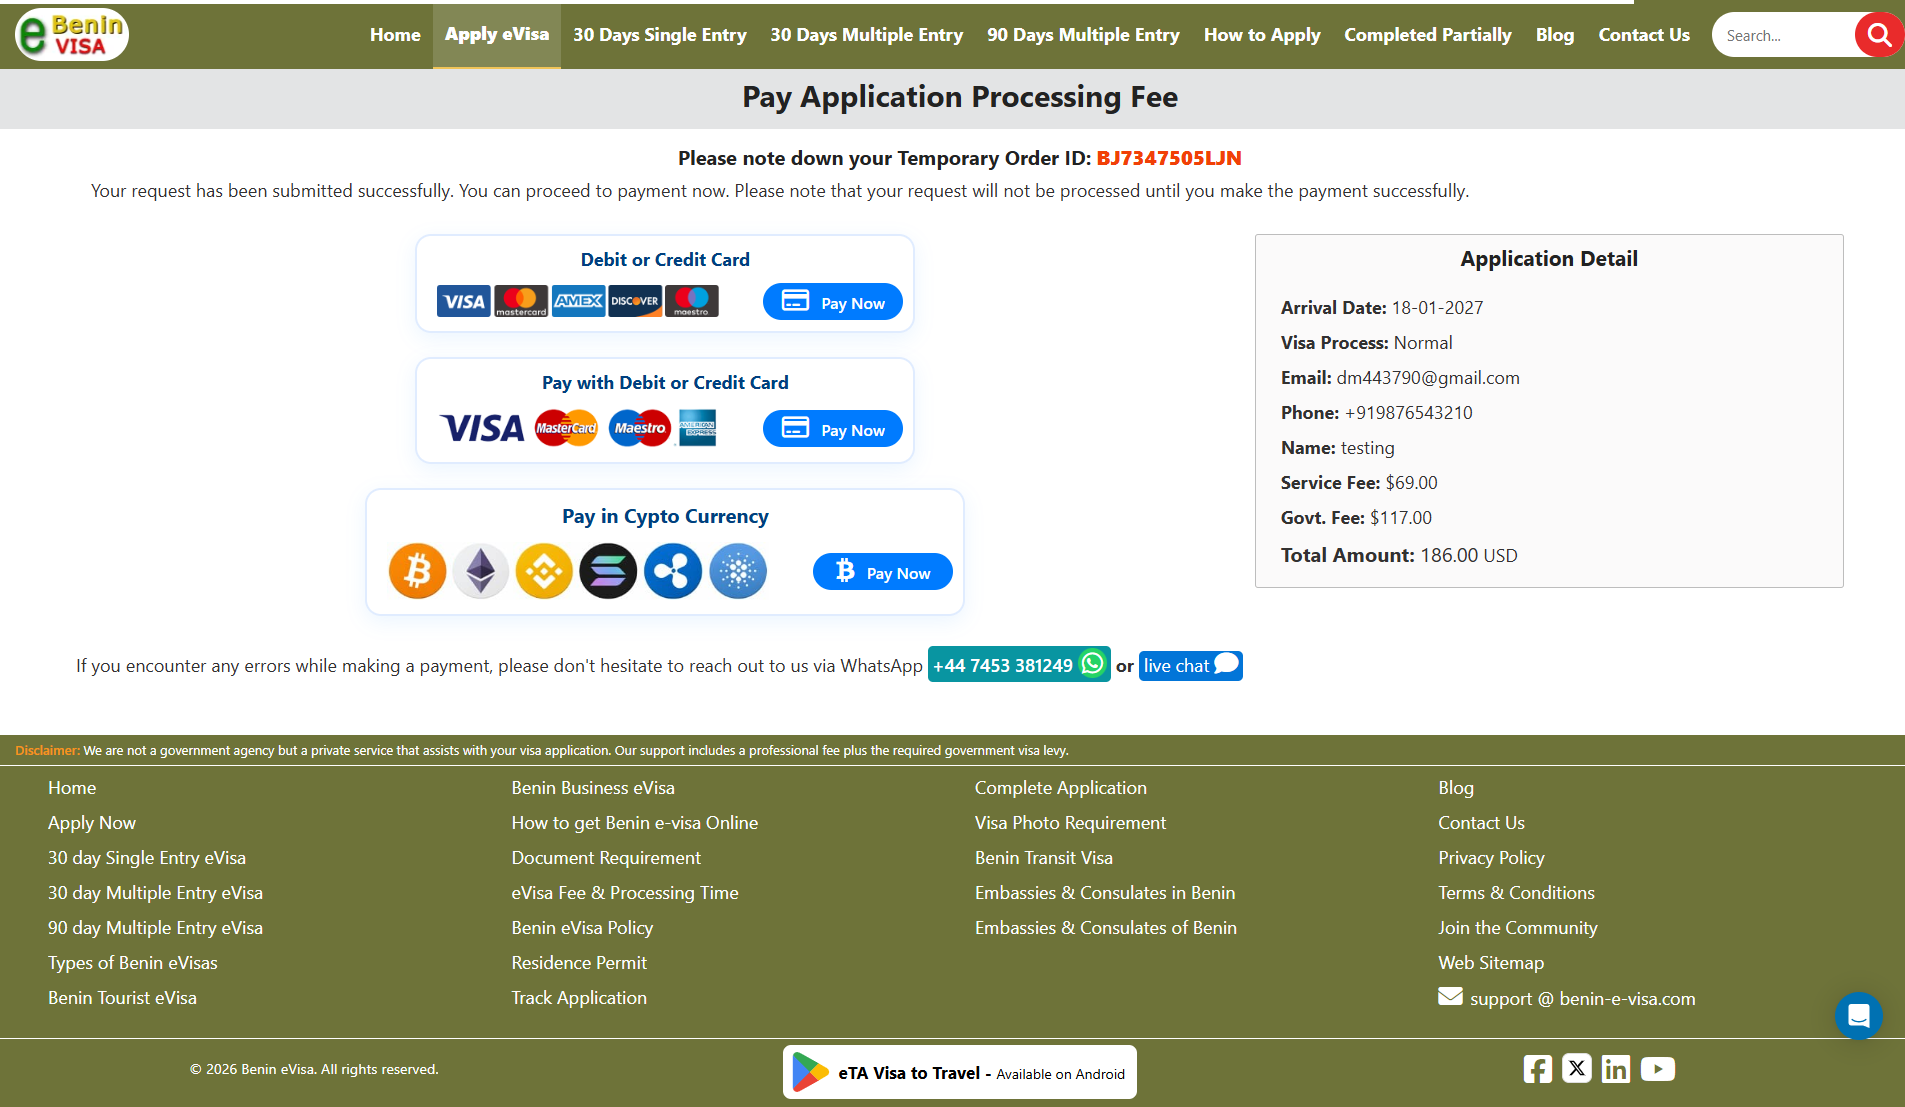 e Benin VISA
Home Apply eVisa 30 Days Single Entry 30 Days Multiple Entry 90 Days Multiple Entry How to Apply Completed Partially Blog Contact Us Search...
Pay Application Processing Fee
Please note down your Temporary Order ID: BJ7347505LJN
Your request has been submitted successfully. You can proceed to payment now. Please note that your request will not be processed until you make the payment successfully.
Debit or Credit Card
VISA mastercard AMEX DISCOVER maestro Pay Now
Pay with Debit or Credit Card
VISA MasterCard Maestro AMERICAN EXPRESS Pay Now
Pay in Cypto Currency
Pay Now
Application Detail
Arrival Date: 18-01-2027
Visa Process: Normal
Email: dm443790@gmail.com
Phone: +919876543210
Name: testing
Service Fee: $69.00
Govt. Fee: $117.00
Total Amount: 186.00 USD
If you encounter any errors while making a payment, please don't hesitate to reach out to us via WhatsApp +44 7453 381249 or live chat
Disclaimer: We are not a government agency but a private service that assists with your visa application. Our support includes a professional fee plus the required government visa levy.
Home
Apply Now
30 day Single Entry eVisa
30 day Multiple Entry eVisa
90 day Multiple Entry eVisa
Types of Benin eVisas
Benin Tourist eVisa
Benin Business eVisa
How to get Benin e-visa Online
Document Requirement
eVisa Fee & Processing Time
Benin eVisa Policy
Residence Permit
Track Application
Complete Application
Visa Photo Requirement
Benin Transit Visa
Embassies & Consulates in Benin
Embassies & Consulates of Benin
Blog
Contact Us
Privacy Policy
Terms & Conditions
Join the Community
Web Sitemap
support @ benin-e-visa.com
© 2026 Benin eVisa. All rights reserved.
eTA Visa to Travel - Available on Android